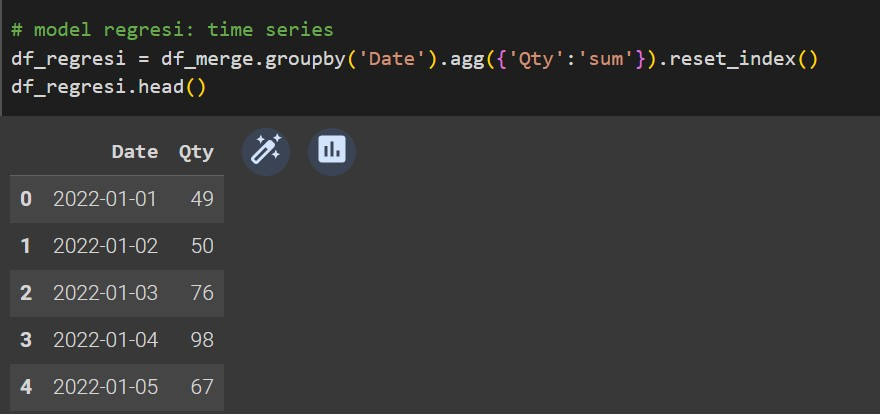 # model regresi: time series
df_regresi = df_merge.groupby('Date').agg({'Qty':'sum'}).reset_index()
df_regresi.head()
Date Qty
0 2022-01-01 49
1 2022-01-02 50
2 2022-01-03 76
3 2022-01-04 98
4 2022-01-05 67